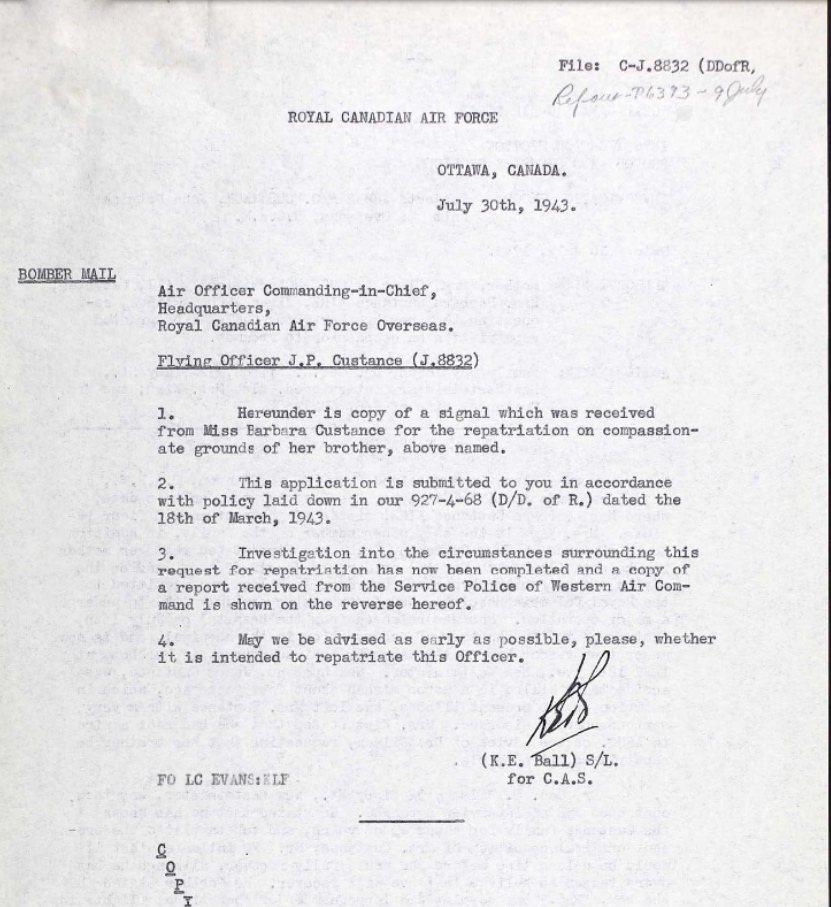 File: C-J.8832 (DDofR,
Refour-P6373-9 July
ROYAL CANADIAN AIR FORCE
OTTAWA, CANADA.
July 30th, 1943.
BOMBER MAIL
Air Officer Commanding-in-Chief,
Headquarters,
Royal Canadian Air Force Overseas.
Flying Officer J.P. Custance (J.8832)
1. Hereunder is copy of a signal which was received
from Miss Barbara Custance for the repatriation on compassion-
ate grounds of her brother, above named.
2. This application is submitted to you in accordance
with policy laid down in our 927-4-68 (D/D. of R.) dated the
18th of March, 1943.
3. Investigation into the circumstances surrounding this
request for repatriation has now been completed and a copy of
a report received from the Service Police of Western Air Com-
mand is shown on the reverse hereof.
4. May we be advised as early as possible, please, whether
it is intended to repatriate this Officer.
(K.E. Ball) S/L.
for C.A.S.
FO LC EVANS:ELF
C
O
P
I